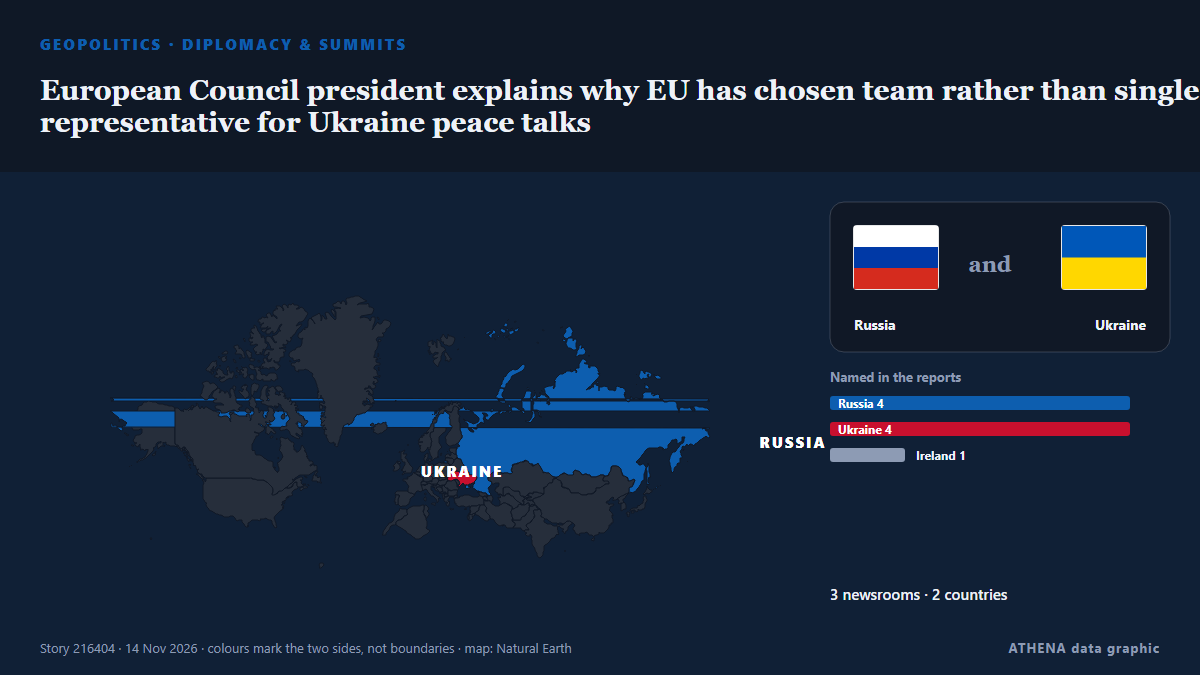 GEOPOLITICS · DIPLOMACY & SUMMITS
European Council president explains why EU has chosen team rather than single
representative for Ukraine peace talks
and
Russia
Ukraine
Named in the reports
Russia 4
Ukraine 4
Ireland 1
RUSSIA
UKRAINE
3 newsrooms · 2 countries
Story 216404 · 14 Nov 2026 · colours mark the two sides, not boundaries · map: Natural Earth
ATHENA data graphic